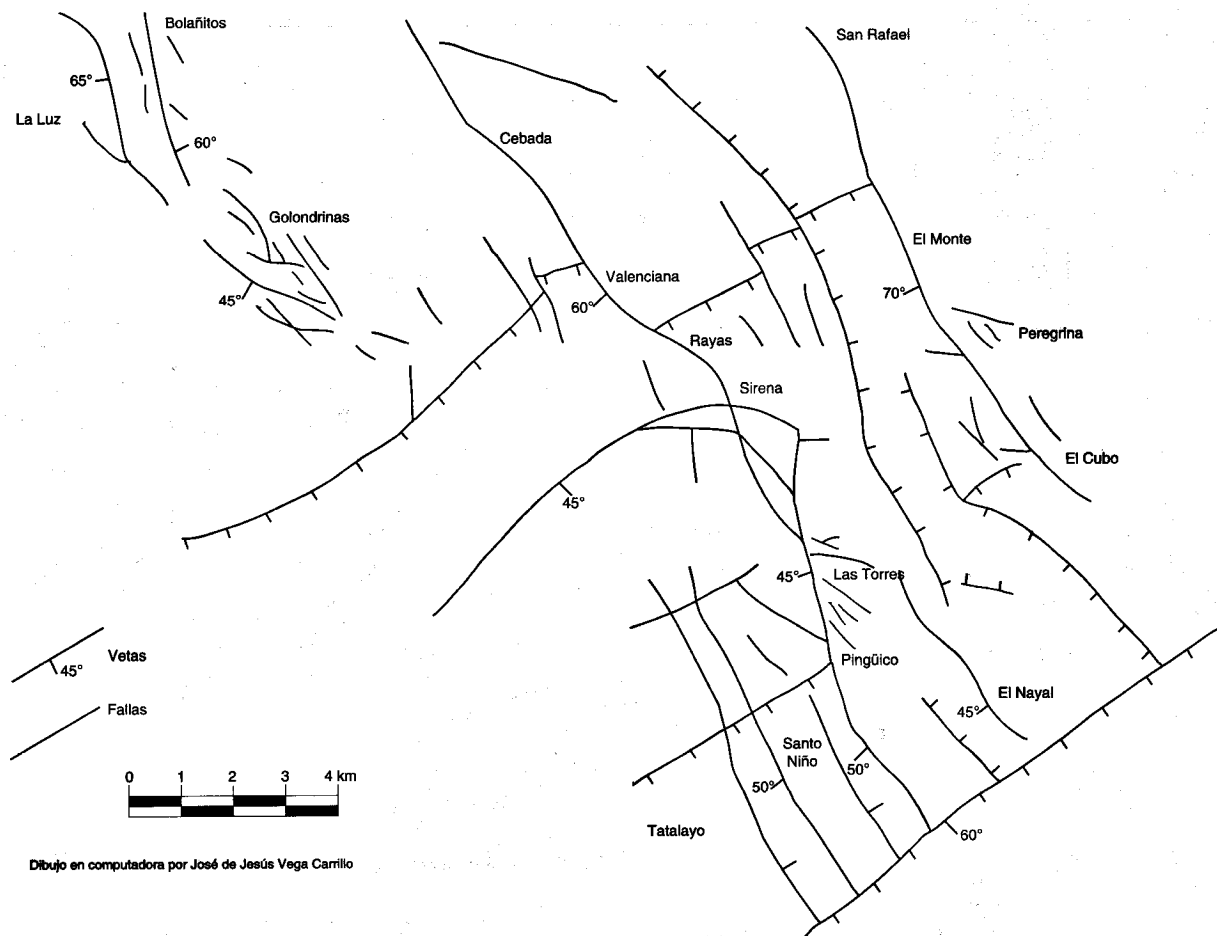 Bolañitos
San Rafael
65°
La Luz
Cebada
60°
Golondrinas
El Monte
Valenciana
45°
60°
70°
Rayas
Peregrina
Sirena
El Cubo
45°
45°
Las Torres
Vetas
45°
Pingüico
El Nayal
Fallas
45°
Santo
Niño
50°
50°
0 1 2 3 4 km
Tatalayo
60°
Dibujo en computadora por José de Jesús Vega Carrillo